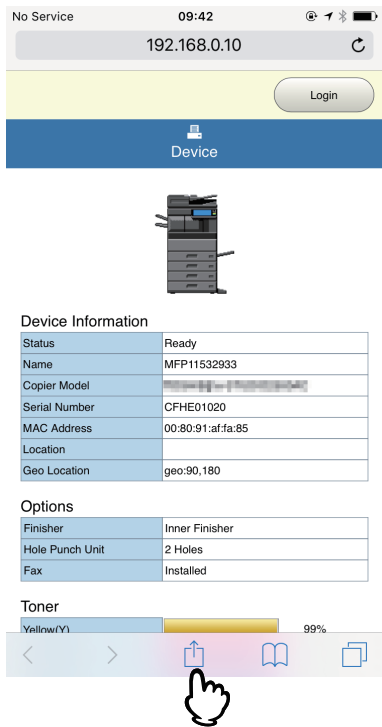 No Service 09:42
192.168.0.10
Login
Device
Device Information
Status Ready
Name MFP11532933
Copier Model
Serial Number CFHE01020
MAC Address 00:80:91:af:fa:85
Location
Geo Location geo:90,180
Options
Finisher Inner Finisher
Hole Punch Unit 2 Holes
Fax Installed
Toner
Yellow(Y) 99%